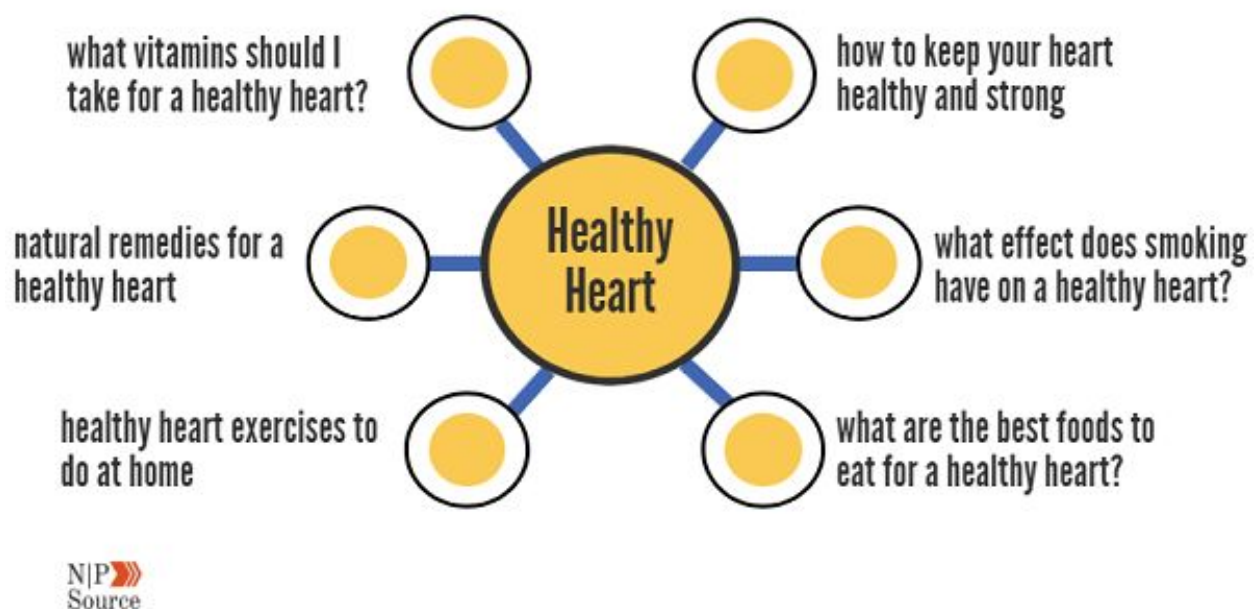 what vitamins should I
take for a healthy heart?
how to keep your heart
healthy and strong
natural remedies for a
healthy heart
Healthy
Heart
what effect does smoking
have on a healthy heart?
healthy heart exercises to
do at home
what are the best foods to
eat for a healthy heart?
N|P
Source